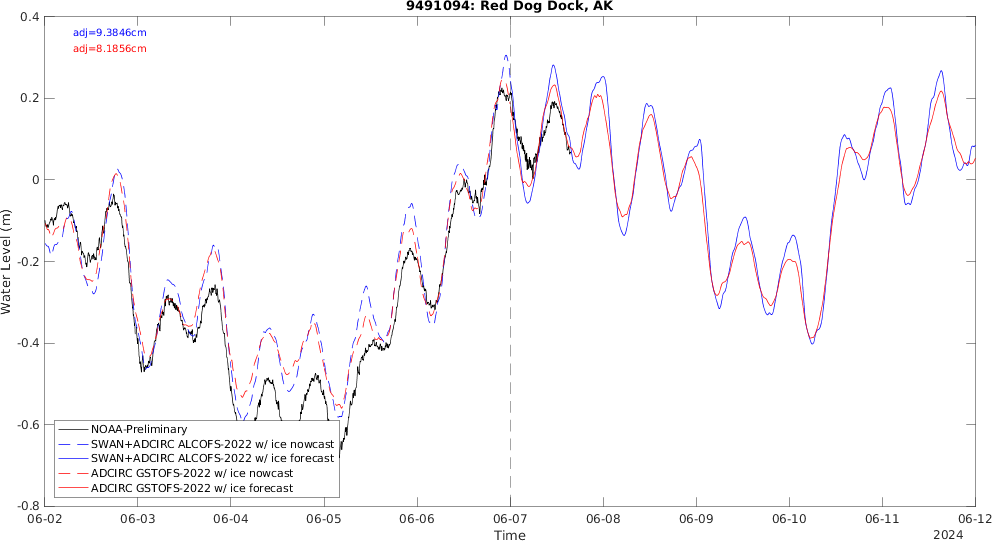 9491094: Red Dog Dock, AK
adj=9.3846cm
adj=8.1856cm
Water Level (m)
0.4
0.2
0
-0.2
-0.4
-0.6
-0.8
NOAA-Preliminary
SWAN+ADCIRC ALCOFS-2022 w/ ice nowcast
SWAN+ADCIRC ALCOFS-2022 w/ ice forecast
ADCIRC GSTOFS-2022 w/ ice nowcast
ADCIRC GSTOFS-2022 w/ ice forecast
06-02 06-03 06-04 06-05 06-06 06-07 06-08 06-09 06-10 06-11 06-12
Time
2024